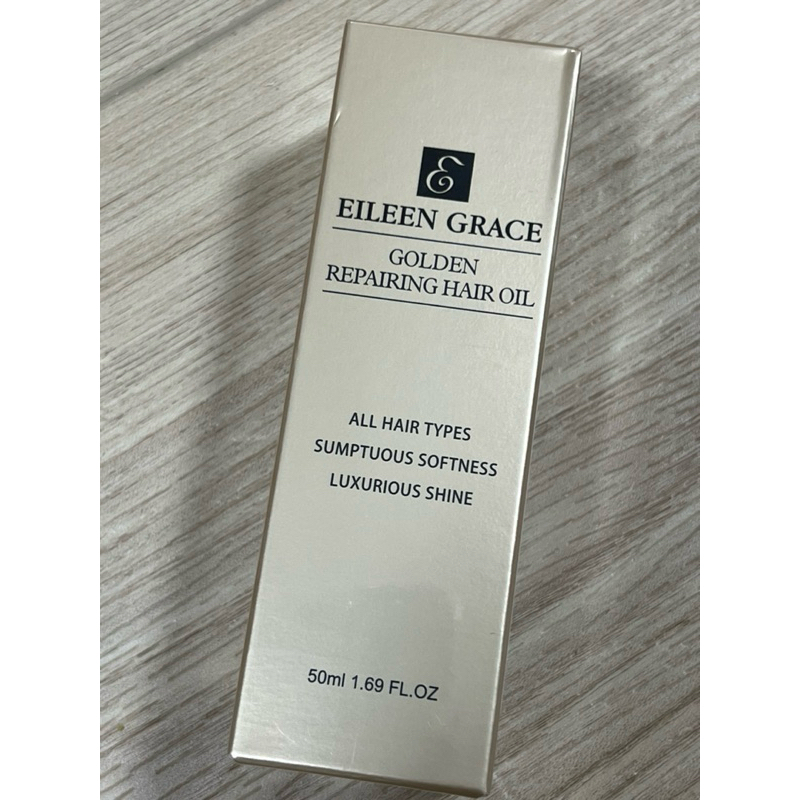 ε
EILEEN GRACE
GOLDEN
REPAIRING HAIR OIL
ALL HAIR TYPES
SUMPTUOUS SOFTNESS
LUXURIOUS SHINE
50ml 1.69 FL.OZ